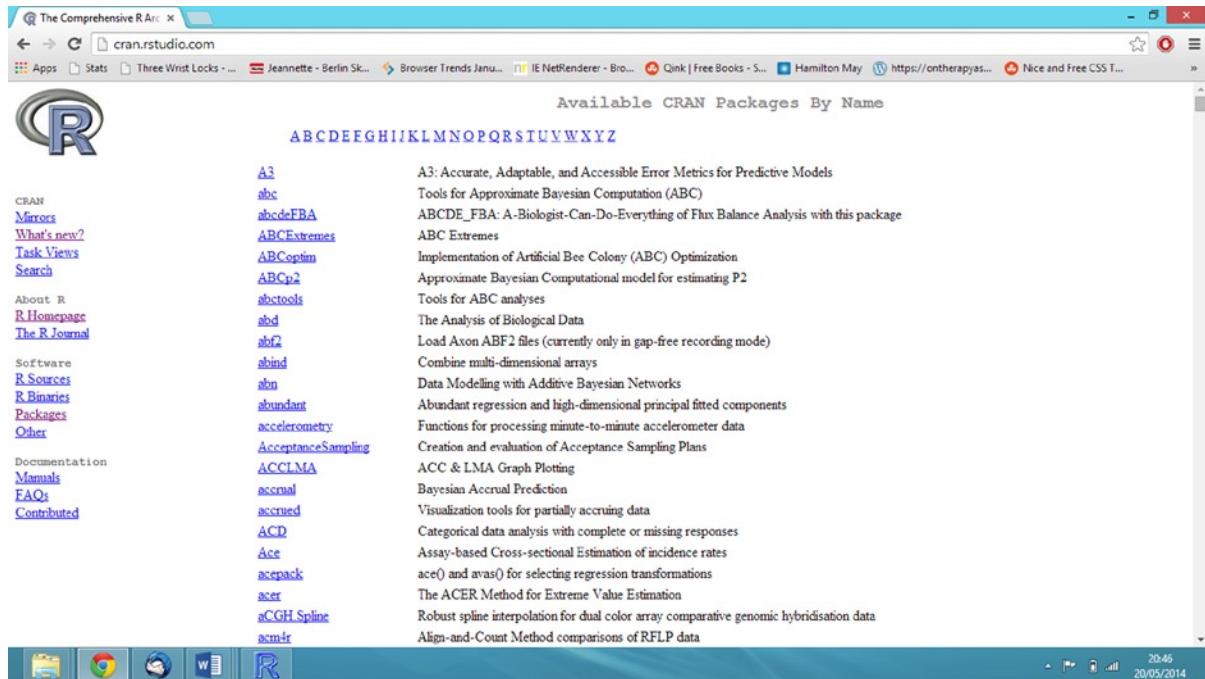 The Comprehensive R Arc
cran.rstudio.com
Apps Stats Three Wrist Locks - ... Jeannette - Berlin Sk... Browser Trends Janu... IE NetRenderer - Bro... Qink | Free Books - S... Hamilton May https://ontherapyas... Nice and Free CSS T... »
R
CRAN
Mirrors
What's new?
Task Views
Search
About R
R Homepage
The R Journal
Software
R Sources
R Binaries
Packages
Other
Documentation
Manuals
FAQs
Contributed
Available CRAN Packages By Name
A B C D E F G H I J K L M N O P Q R S T U V W X Y Z
A3 A3: Accurate, Adaptable, and Accessible Error Metrics for Predictive Models
abc Tools for Approximate Bayesian Computation (ABC)
abcdeFBA ABCDE_FBA: A-Biologist-Can-Do-Everything of Flux Balance Analysis with this package
ABCExtremes ABC Extremes
ABCoptim Implementation of Artificial Bee Colony (ABC) Optimization
ABCp2 Approximate Bayesian Computational model for estimating P2
abctools Tools for ABC analyses
abd The Analysis of Biological Data
abf2 Load Axon ABF2 files (currently only in gap-free recording mode)
abind Combine multi-dimensional arrays
abn Data Modelling with Additive Bayesian Networks
abundant Abundant regression and high-dimensional principal fitted components
accelerometry Functions for processing minute-to-minute accelerometer data
AcceptanceSampling Creation and evaluation of Acceptance Sampling Plans
ACCLMA ACC & LMA Graph Plotting
accrual Bayesian Accrual Prediction
accrued Visualization tools for partially accruing data
ACD Categorical data analysis with complete or missing responses
Ace Assay-based Cross-sectional Estimation of incidence rates
acepack ace() and avas() for selecting regression transformations
acer The ACER Method for Extreme Value Estimation
aCGH.Spline Robust spline interpolation for dual color array comparative genomic hybridisation data
acm4r Align-and-Count Method comparisons of RFLP data
W R
20:46
20/05/2014